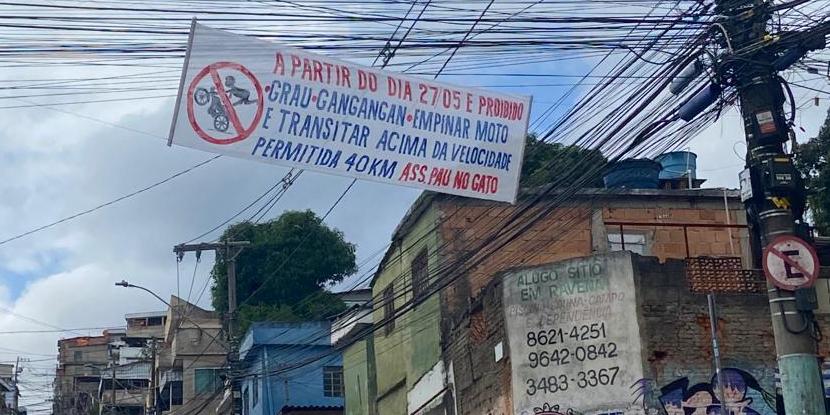 A PARTIR DO DIA 27/05 E PROIBIDO
•GRAU•GANGANGAN•EMPINAR MOTO
E TRANSITAR ACIMA DA VELOCIDADE
PERMITIDA 40KM ASS. PAU NO GATO
E
ALUGO SITIO
EM RAVENA
CAMPO
8621-4251
9642-0842
3483-3367